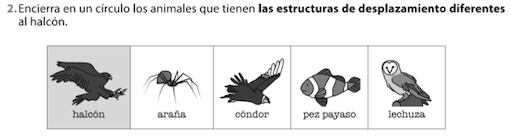 2. Encierra en un círculo los animales que tienen las estructuras de desplazamiento diferentes
al halcón.
halcón araña cóndor pez payaso lechuza